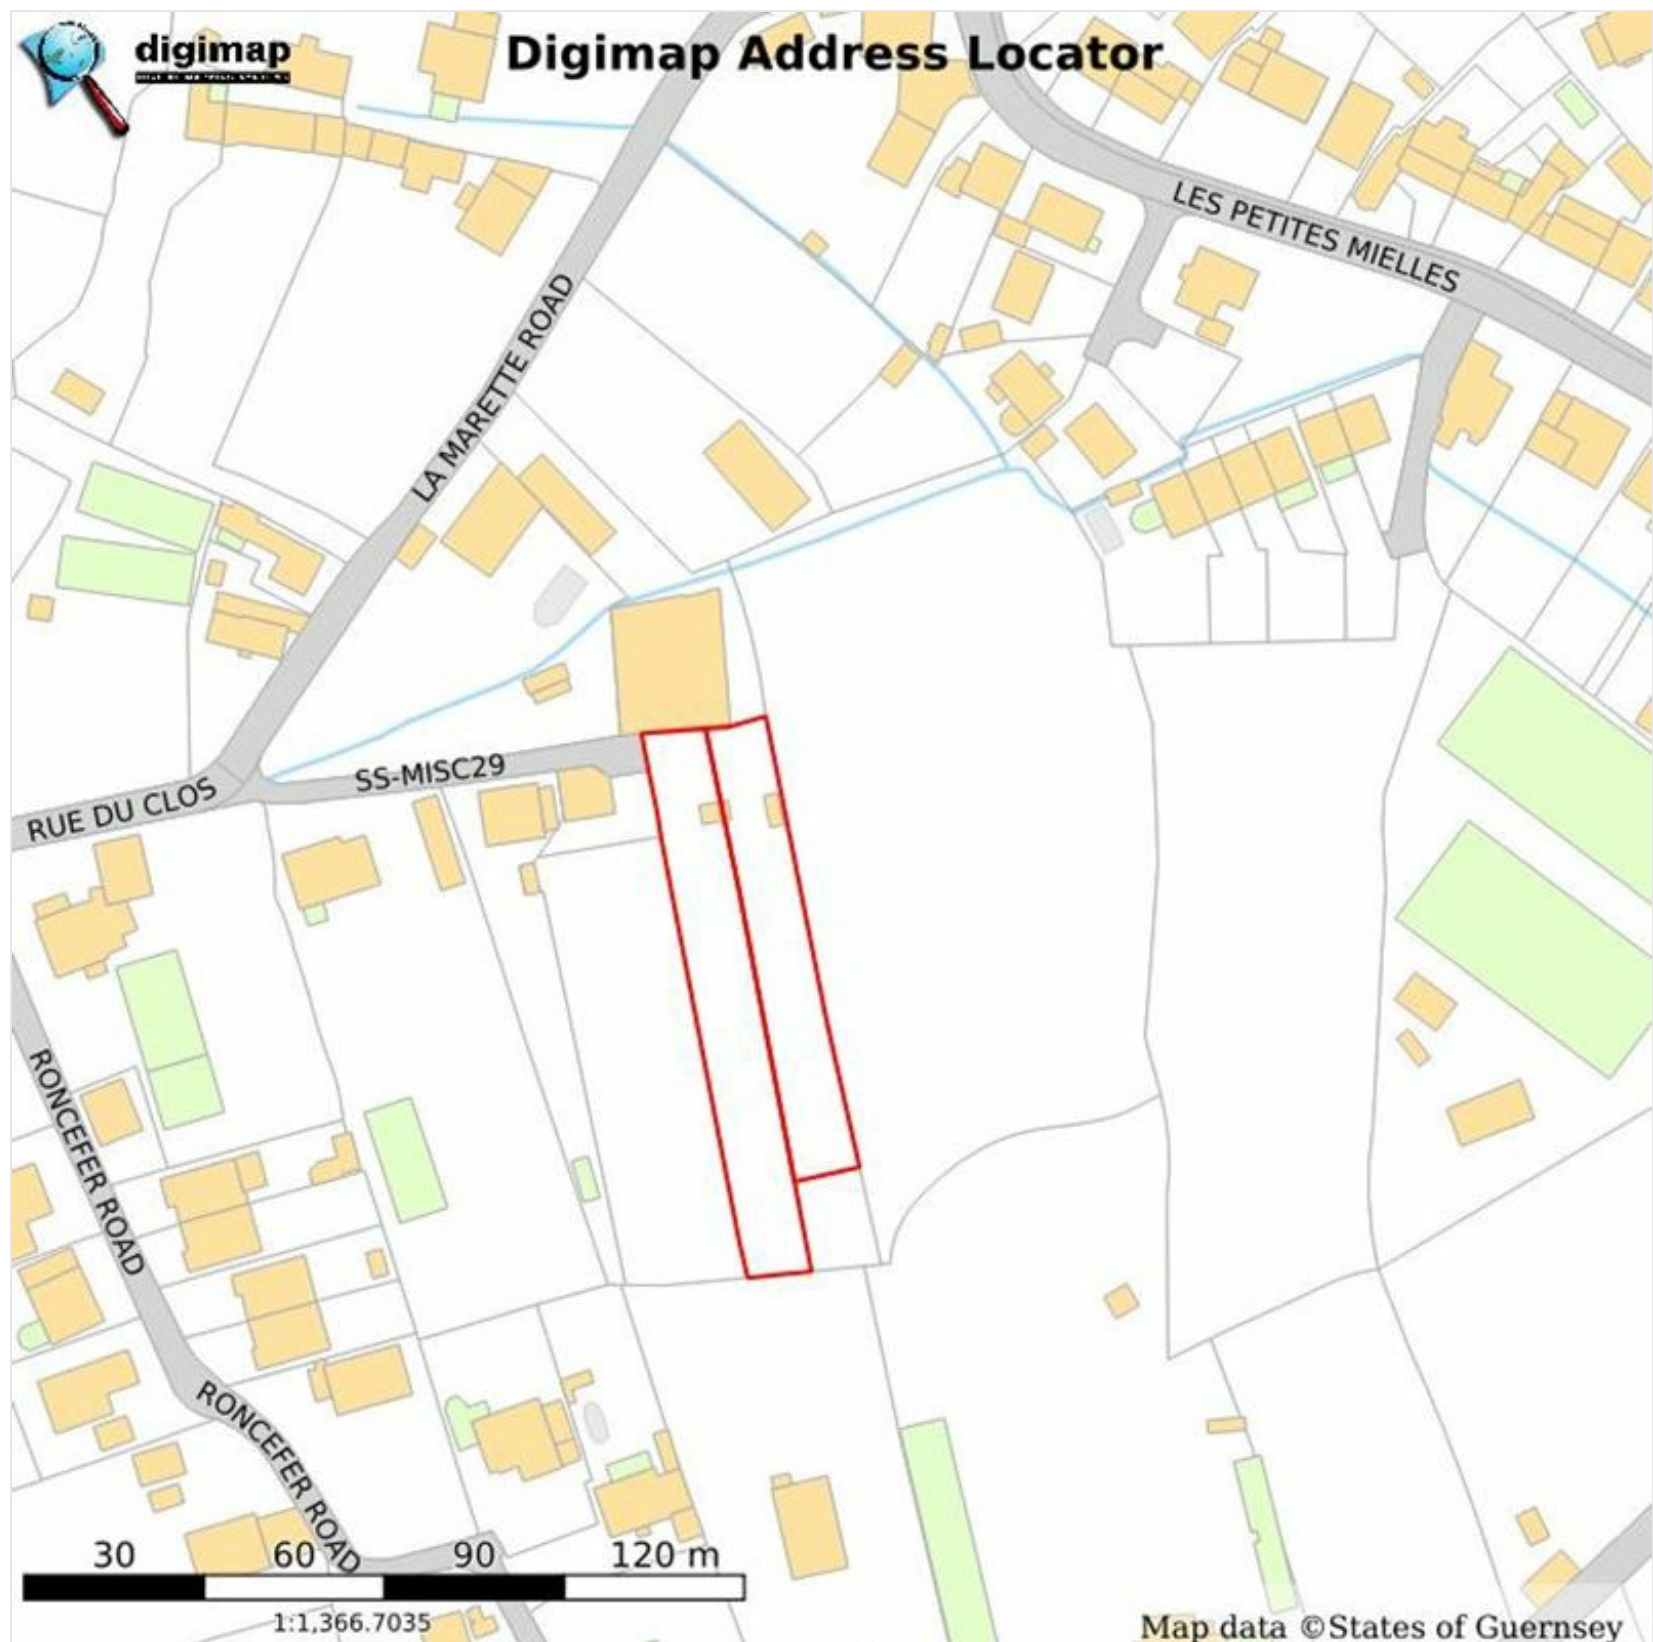 digimap
Digimap Address Locator
LES PETITES MIELLES
LA MARETTE ROAD
SS-MISC29
RUE DU CLOS
RONCEFER ROAD
RONCEFER ROAD
30 60 90 120 m
1:1,366.7035
Map data ©States of Guernsey